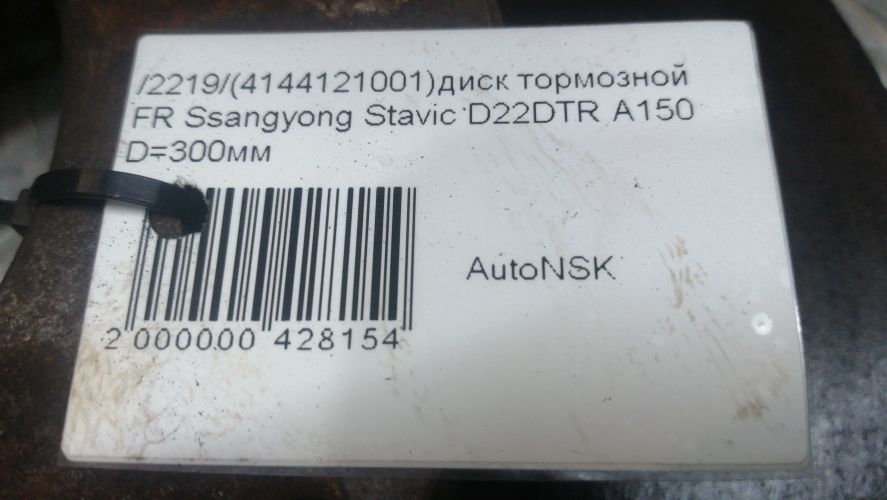 /2219/(4144121001)диск тормозной
FR Ssangyong Stavic D22DTR A150
D=300мм
AutoNSK
2 000000 428154